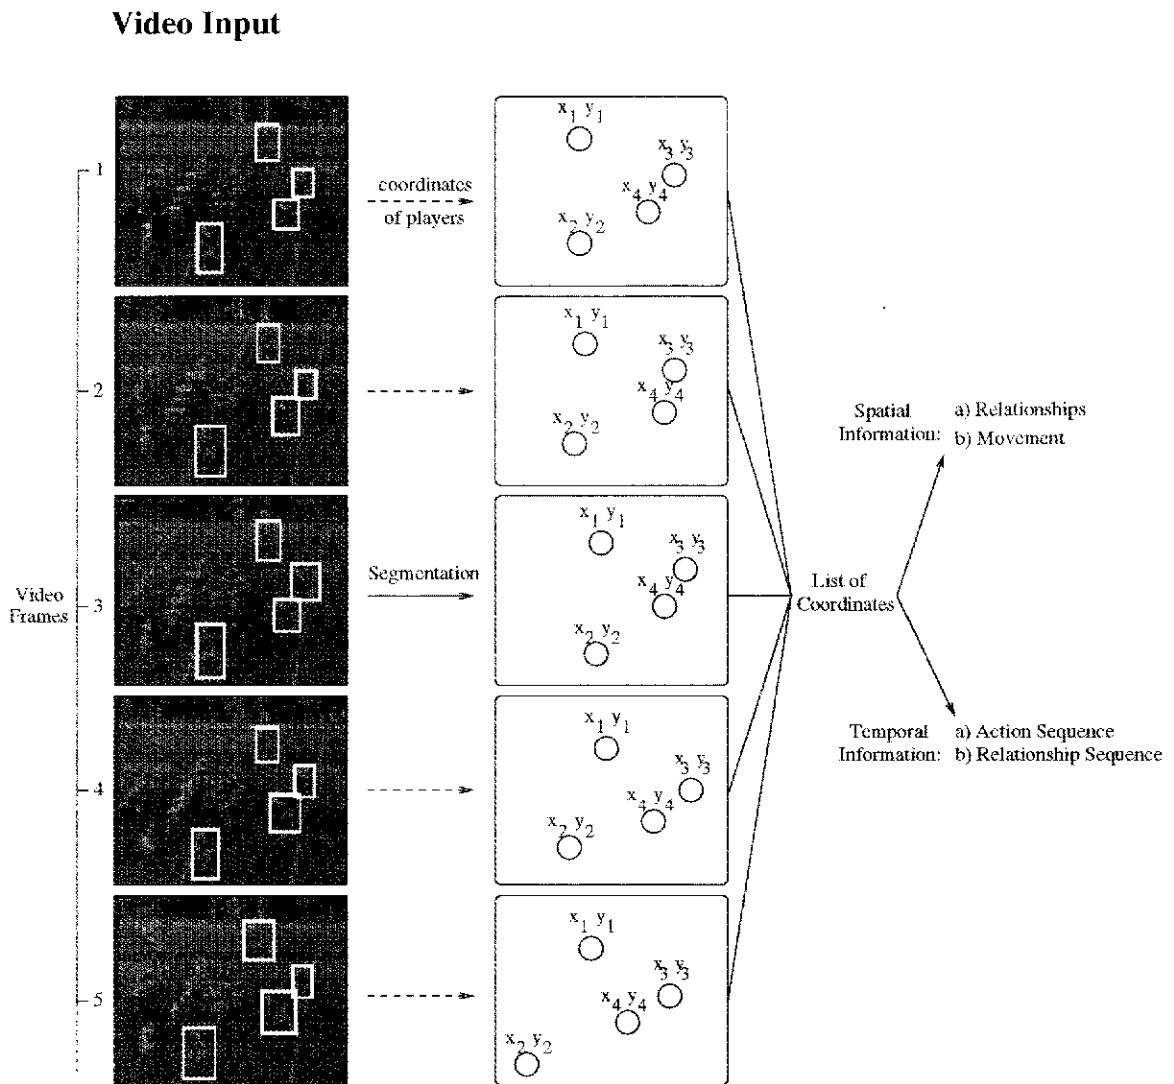 Video Input
1
coordinates
of players
x1 y1
x3 y3
x4 y4
x2 y2
2
x1 y1
x3 y3
x4 y4
x2 y2
Spatial
Information:
a) Relationships
b) Movement
Video
Frames
3
Segmentation
x1 y1
x3 y3
x4 y4
x2 y2
List of
Coordinates
4
x1 y1
x3 y3
x4 y4
x2 y2
Temporal
Information:
a) Action Sequence
b) Relationship Sequence
5
x1 y1
x3 y3
x4 y4
x2 y2